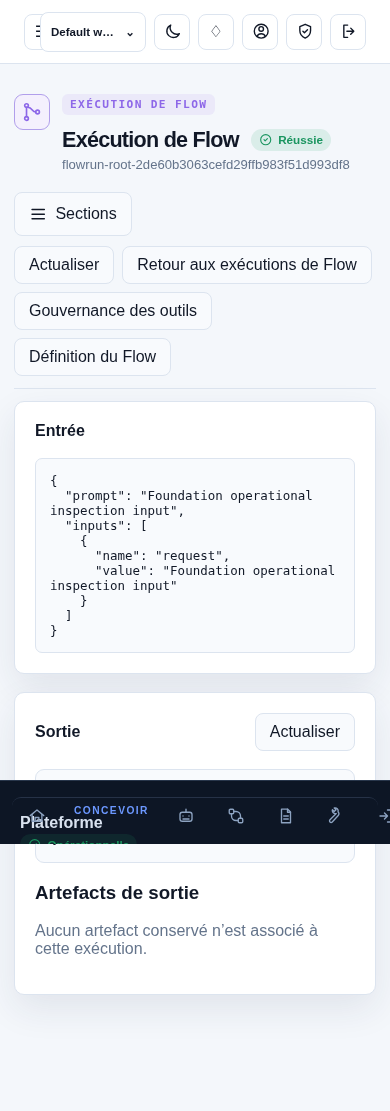 Default w... ⌄
EXÉCUTION DE FLOW
Exécution de Flow
Réussie
flowrun-root-2de60b3063cefd29ffb983f51d993df8
Sections
Actualiser
Retour aux exécutions de Flow
Gouvernance des outils
Définition du Flow
Entrée
{
"prompt": "Foundation operational
inspection input",
"inputs": [
{
"name": "request",
"value": "Foundation operational
inspection input"
}
]
}
Sortie
Actualiser
CONCEVOIR
Plateforme
Opérationnelle
Artefacts de sortie
Aucun artefact conservé n’est associé à
cette exécution.